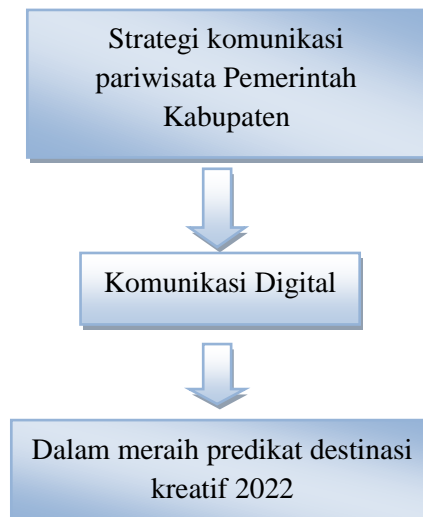 Strategi komunikasi
pariwisata Pemerintah
Kabupaten
Komunikasi Digital
Dalam meraih predikat destinasi
kreatif 2022